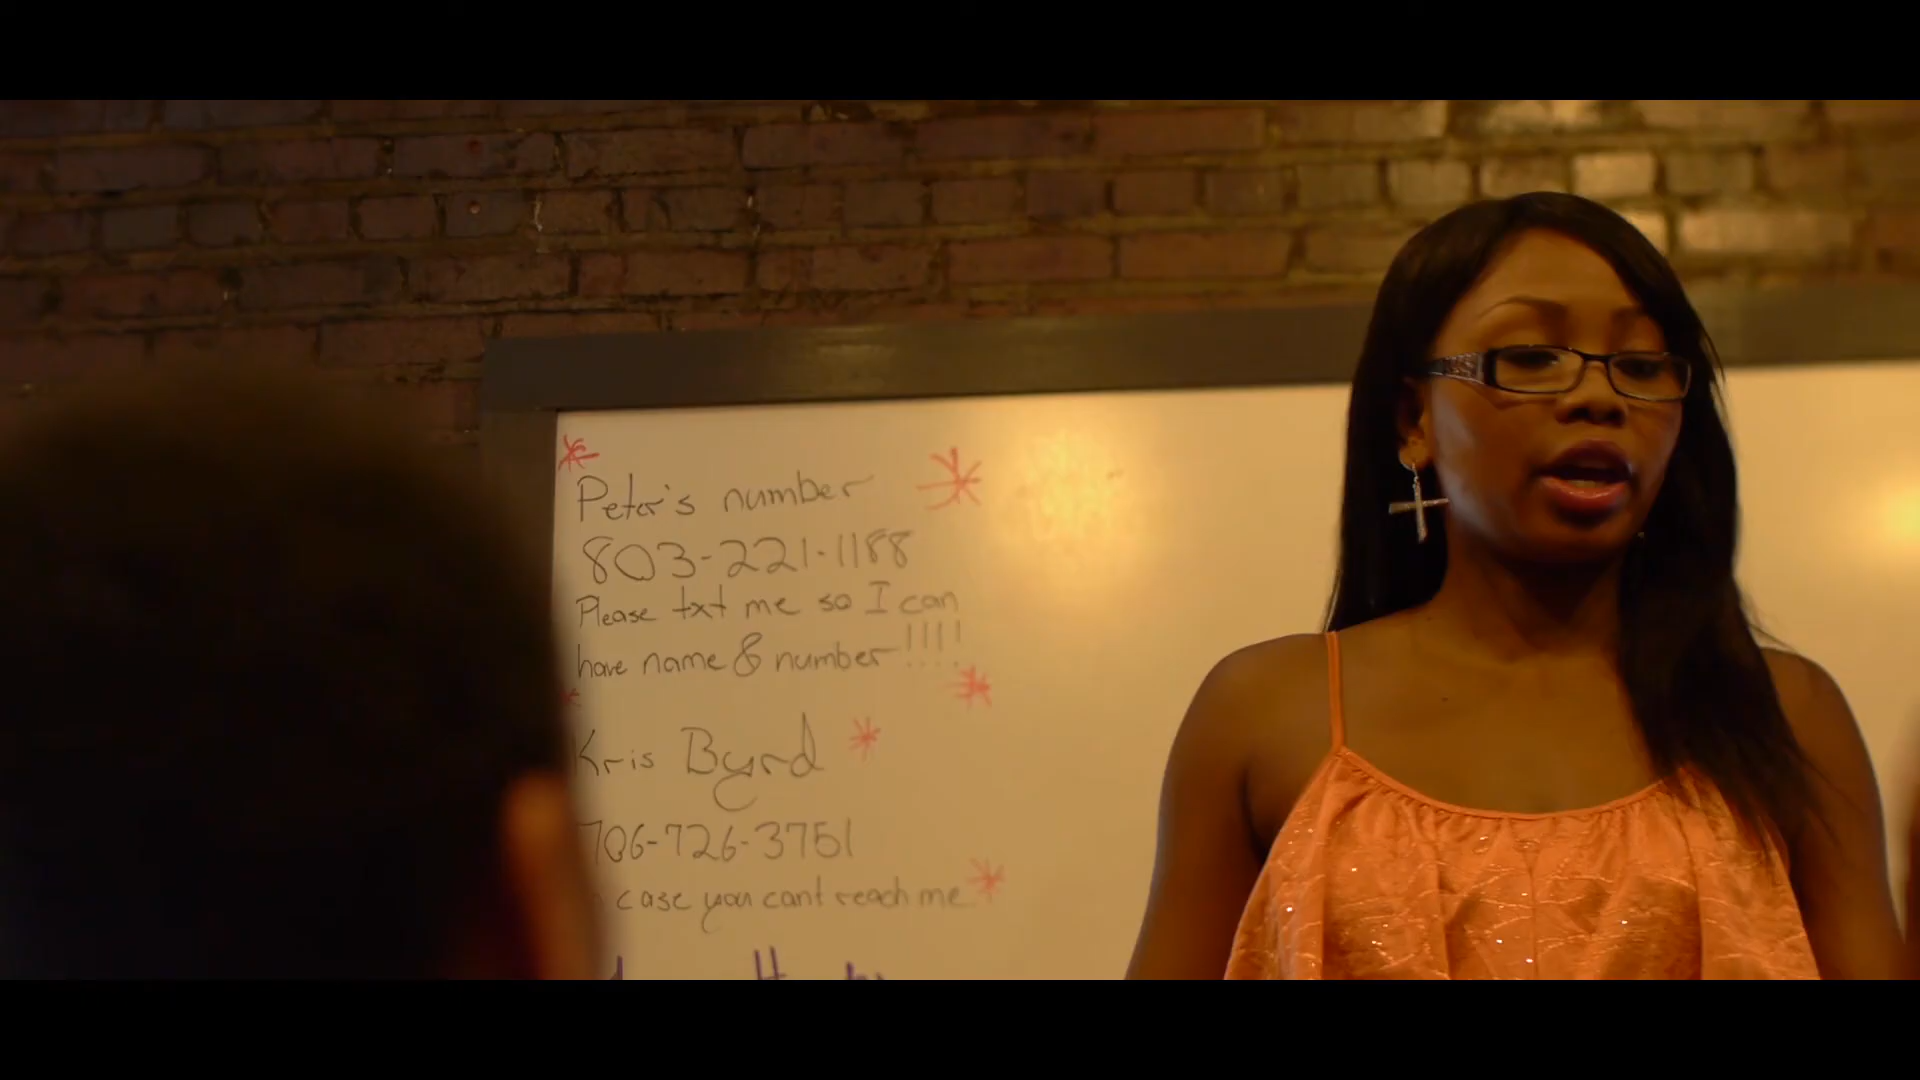 Peter's number
803-221-1188
Please txt me so I can
have name & number!!!!
Kris Byrd
706-726-3751
case you cant reach me